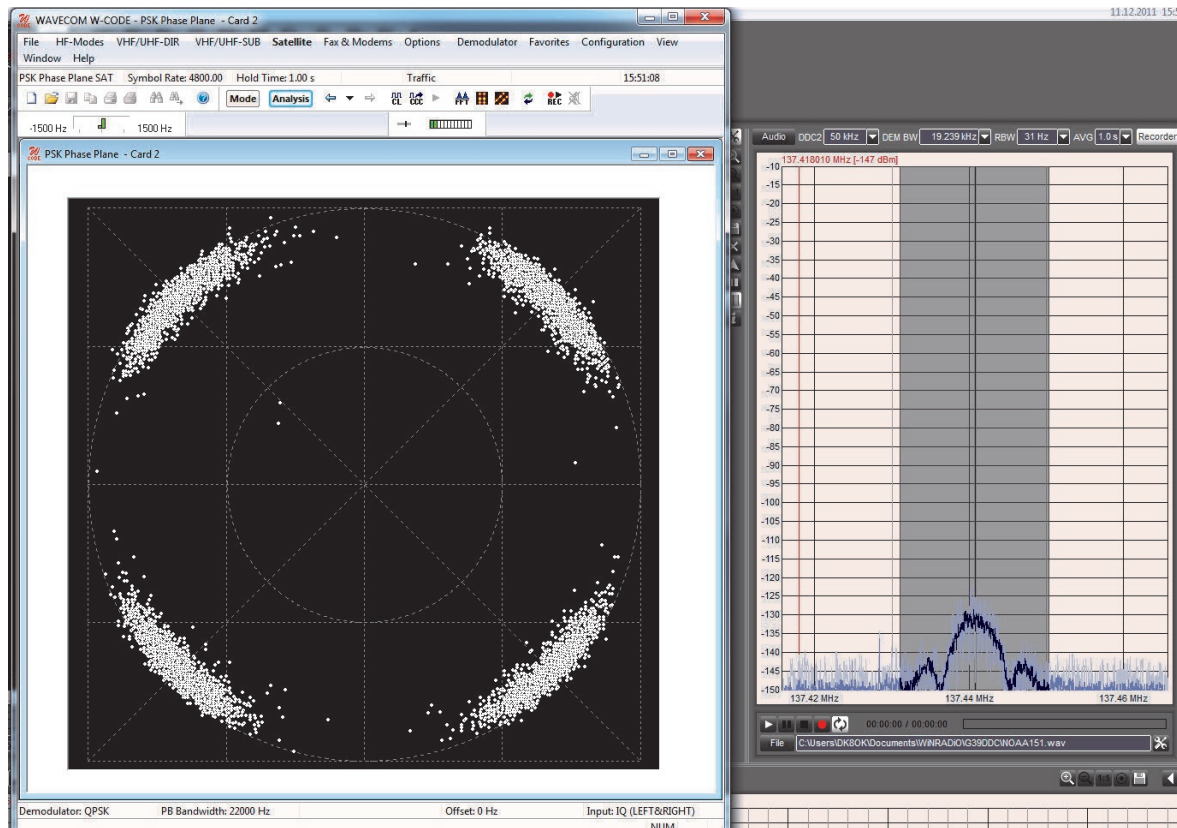 WAVECOM W-CODE - PSK Phase Plane - Card 2
File HF-Modes VHF/UHF-DIR VHF/UHF-SUB Satellite Fax & Modems Options Demodulator Favorites Configuration View
Window Help
PSK Phase Plane SAT Symbol Rate: 4800.00 Hold Time: 1.00 s Traffic 15:51:08
CL CCC Mode Analysis REC
-1500 Hz 1500 Hz
PSK Phase Plane - Card 2
Demodulator: QPSK PB Bandwidth: 22000 Hz Offset: 0 Hz Input: IQ (LEFT&RIGHT)
NUM
11.12.2011
Audio DDC2 50 kHz DEM BW 19.239 kHz RBW 31 Hz AVG 1.0 s Recorder
137.418010 MHz [-147 dBm]
-10
-15
-20
-25
-30
-35
-40
-45
-50
-55
-60
-65
-70
-75
-80
-85
-90
-95
-100
-105
-110
-115
-120
-125
-130
-135
-140
-145
-150
137.42 MHz 137.44 MHz 137.46 MHz
00:00:00 / 00:00:00
File C:\Users\DK8OK\Documents\WiNRADiO\G39DDC\NOAA151.wav
1:1